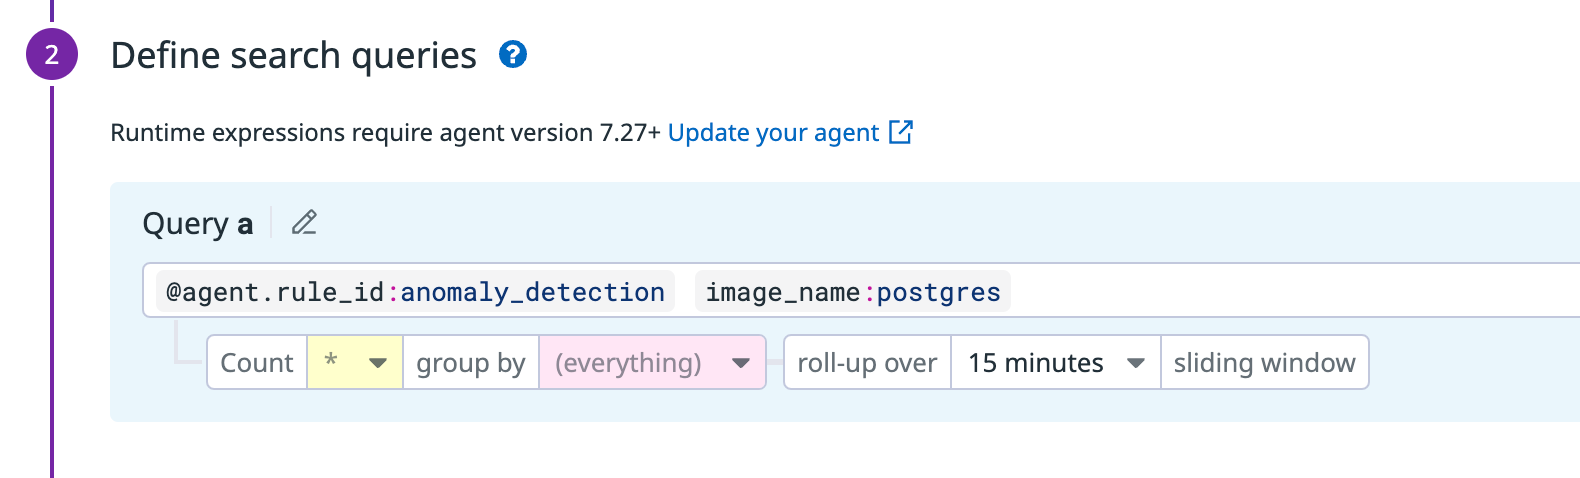 2 Define search queries ?
Runtime expressions require agent version 7.27+ Update your agent
Query a
@agent.rule_id:anomaly_detection image_name:postgres
Count * group by (everything) roll-up over 15 minutes sliding window